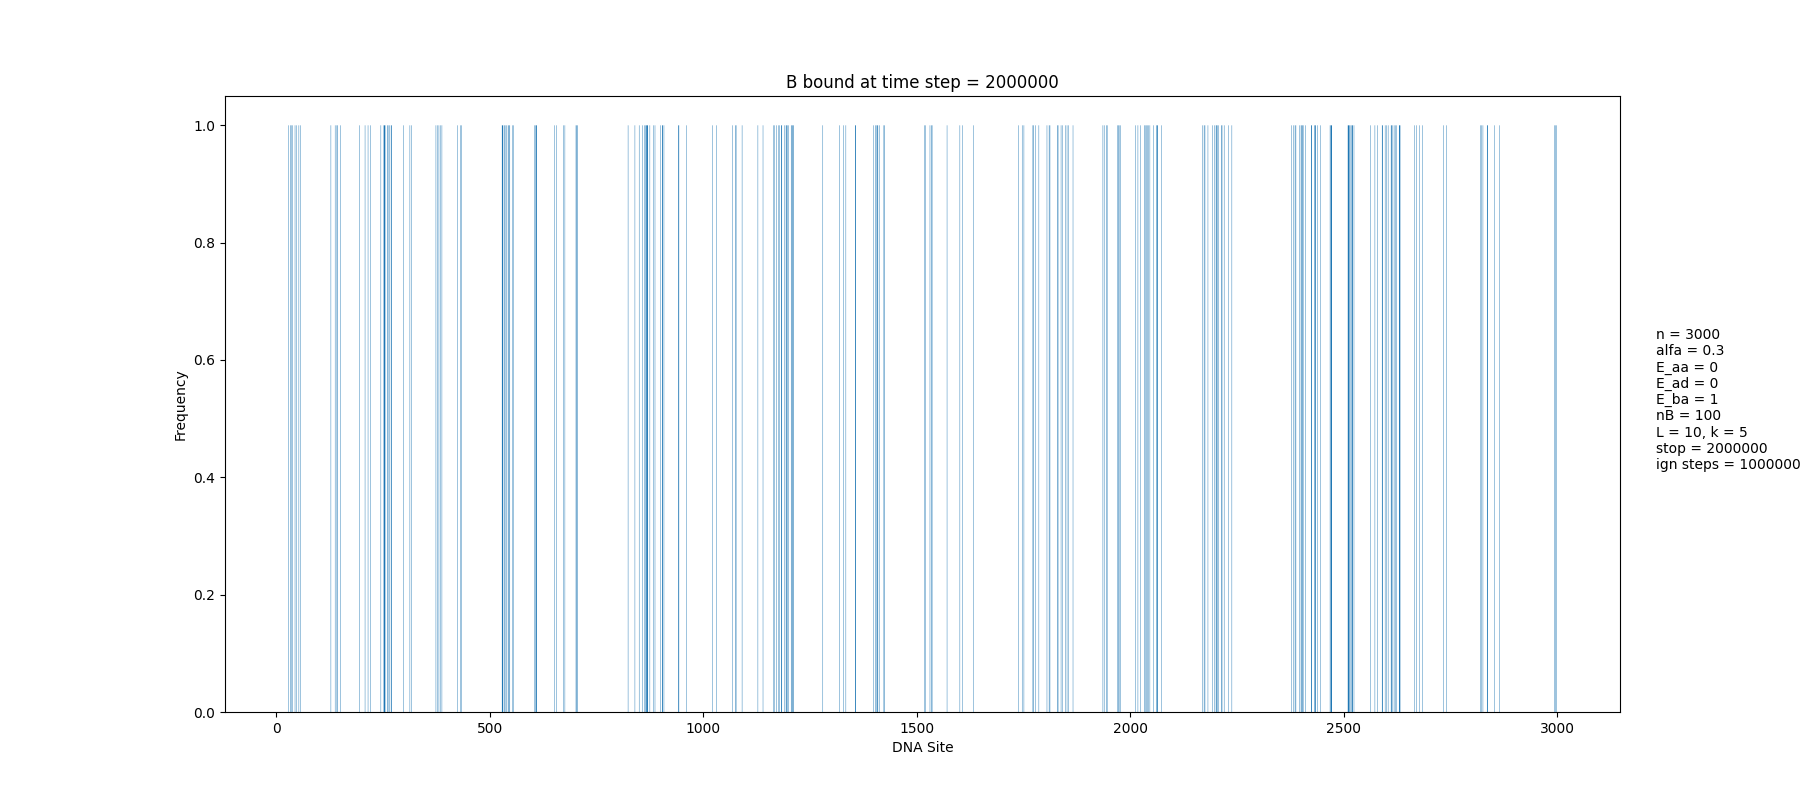 B bound at time step = 2000000
1.0
0.8
0.6
0.4
0.2
0.0
Frequency
0 500 1000 1500 2000 2500 3000
DNA Site
n = 3000
alfa = 0.3
E_aa = 0
E_ad = 0
E_ba = 1
nB = 100
L = 10, k = 5
stop = 2000000
ign steps = 1000000